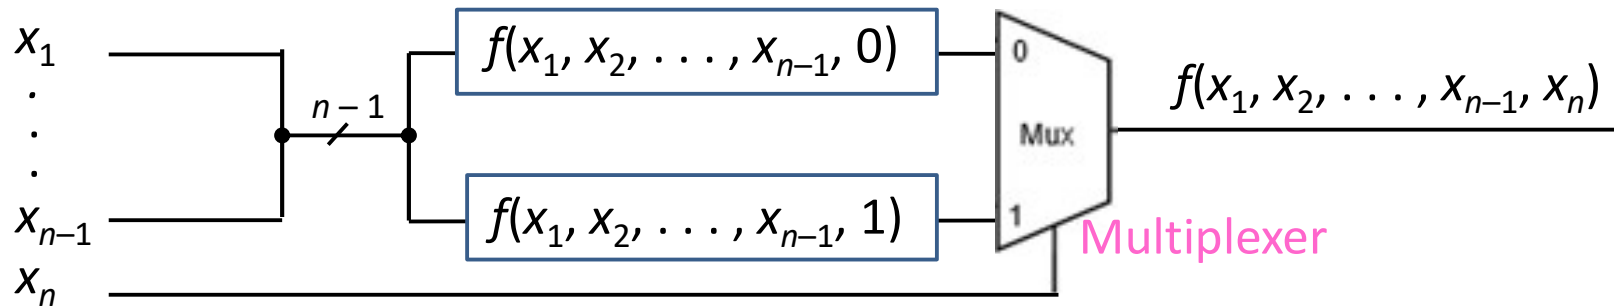 x1
.
.
.
xn–1
xn
n – 1
f(x1, x2, . . . , xn–1, 0)
f(x1, x2, . . . , xn–1, 1)
0
Mux
1
Multiplexer
f(x1, x2, . . . , xn–1, xn)